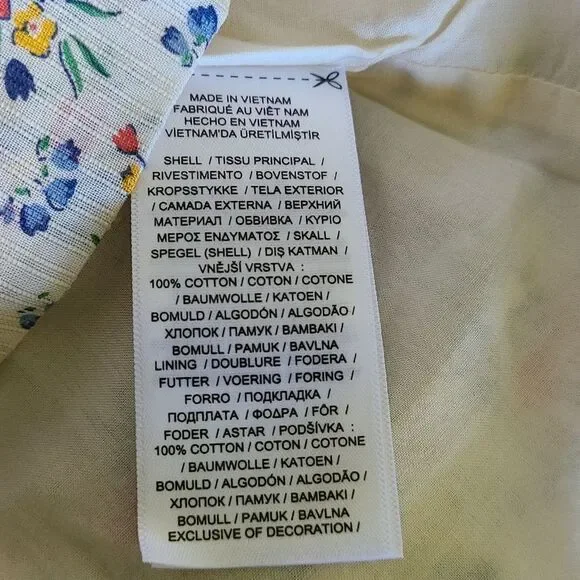 MADE IN VIETNAM
FABRIQUÉ AU VIÊT NAM
HECHO EN VIETNAM
VİETNAM'DA ÜRETİLMİŞTİR
SHELL / TISSU PRINCIPAL /
RIVESTIMENTO / BOVENSTOF /
KROPSSTYKKE / TELA EXTERIOR
/ CAMADA EXTERNA / ВЕРХНИЙ
МАТЕРИАЛ / ОБВИВКА / ΚΥΡΙΟ
ΜΕΡΟΣ ΕΝΔΥΜΑΤΟΣ / SKALL /
SPEGEL (SHELL) / DIŞ KATMAN /
VNĚJŠÍ VRSTVA :
100% COTTON / COTON / COTONE
/ BAUMWOLLE / KATOEN /
BOMULD / ALGODÓN / ALGODÃO /
ХЛОПОК / ПАМУК / ΒΑΜΒΑΚΙ /
BOMULL / PAMUK / BAVLNA
LINING / DOUBLURE / FODERA /
FUTTER / VOERING / FORING /
FORRO / ПОДКЛАДКА /
ПОДПЛАТА / ΦΟΔΡΑ / FÔR /
FODER / ASTAR / PODŠÍVKA :
100% COTTON / COTON / COTONE
/ BAUMWOLLE / KATOEN /
BOMULD / ALGODÓN / ALGODÃO /
ХЛОПОК / ПАМУК / ΒΑΜΒΑΚΙ /
BOMULL / PAMUK / BAVLNA
EXCLUSIVE OF DECORATION /